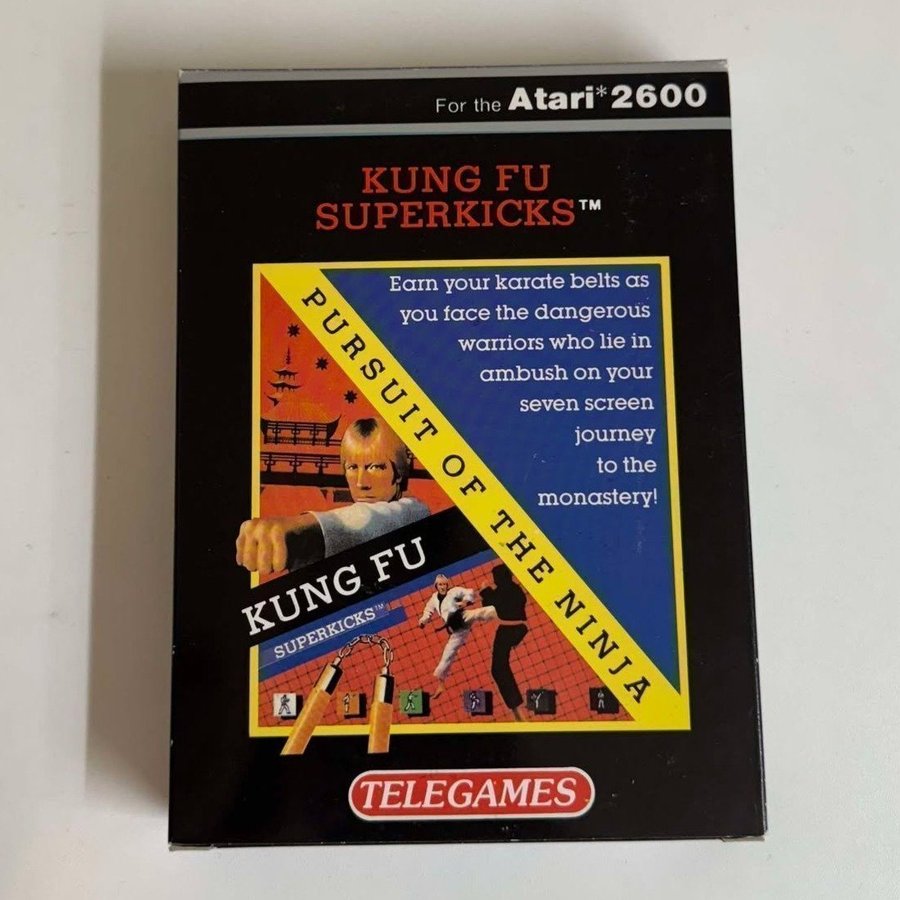 For the Atari*2600
KUNG FU
SUPERKICKS™
PURSUIT OF THE NINJA
Earn your karate belts as
you face the dangerous
warriors who lie in
ambush on your
seven screen
journey
to the
monastery!
KUNG FU
SUPERKICKS™
TELEGAMES